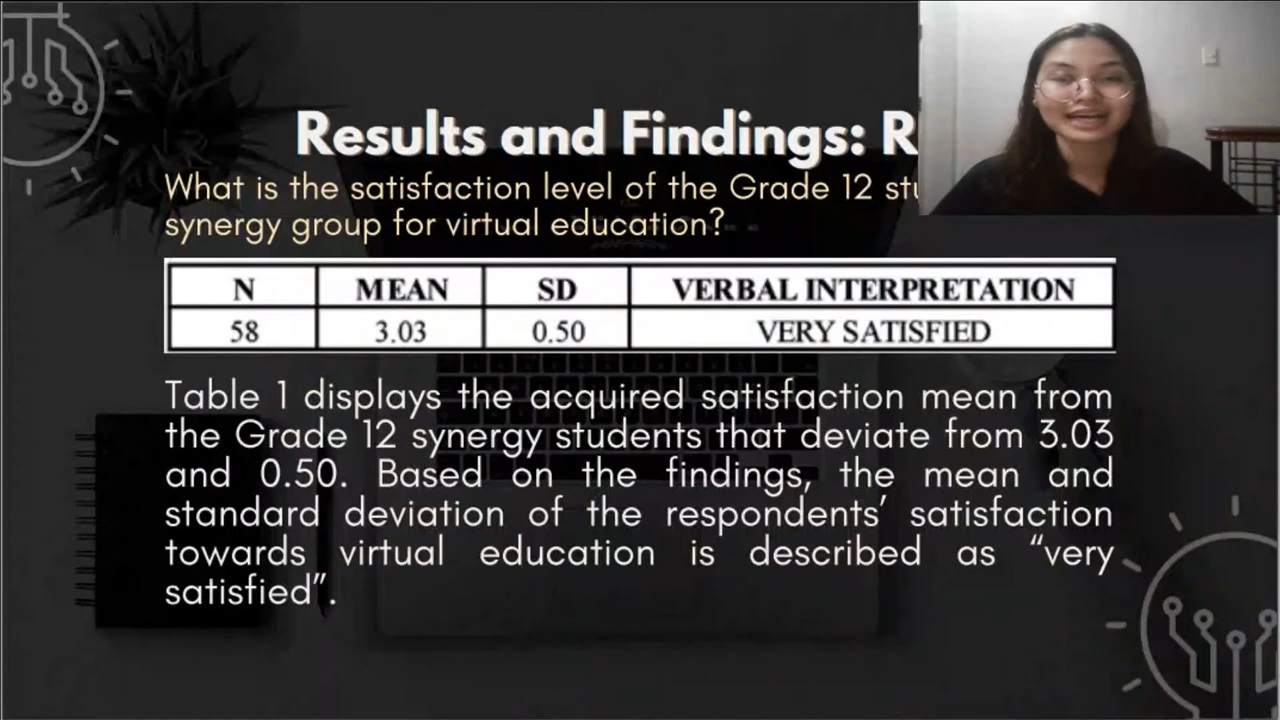 Results and Findings:
What is the satisfaction level of the Grade 12
synergy group for virtual education?
N MEAN SD VERBAL INTERPRETATION
58 3.03 0.50 VERY SATISFIED
Table 1 displays the acquired satisfaction mean from
the Grade 12 synergy students that deviate from 3.03
and 0.50. Based on the findings, the mean and
standard deviation of the respondents’ satisfaction
towards virtual education is described as “very
satisfied”.